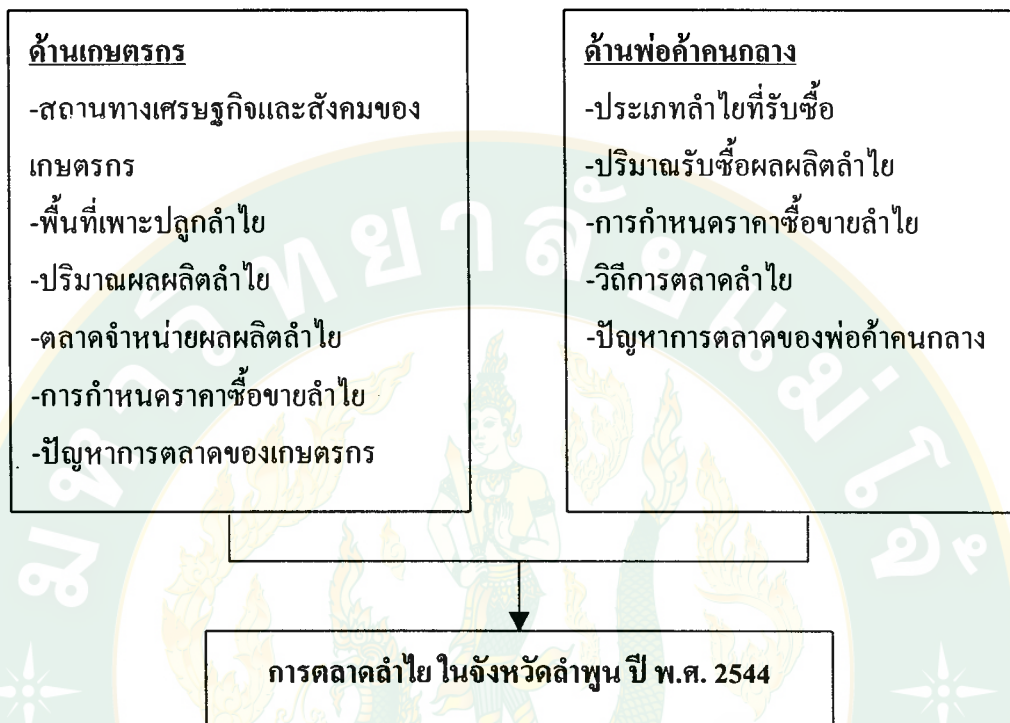 ด้านเกษตรกร
-สถานทางเศรษฐกิจและสังคมของ
เกษตรกร
-พื้นที่เพาะปลูกลำไย
-ปริมาณผลผลิตลำไย
-ตลาดจำหน่ายผลผลิตลำไย
-การกำหนดราคาซื้อขายลำไย
-ปัญหาการตลาดของเกษตรกร
ด้านพ่อค้าคนกลาง
-ประเภทลำไยที่รับซื้อ
-ปริมาณรับซื้อผลผลิตลำไย
-การกำหนดราคาซื้อขายลำไย
-วิถีการตลาดลำไย
-ปัญหาการตลาดของพ่อค้าคนกลาง
การตลาดลำไย ในจังหวัดลำพูน ปี พ.ศ. 2544
มหาวิทยาลัยแม่โจ้